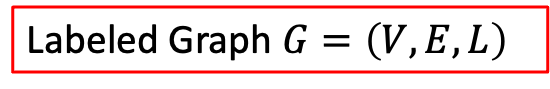 Labeled Graph G = (V, E, L)